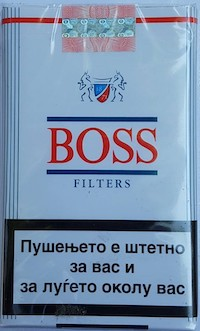 BOSS
FILTERS
Пушењето е штетно
за вас и
за луѓето околу вас